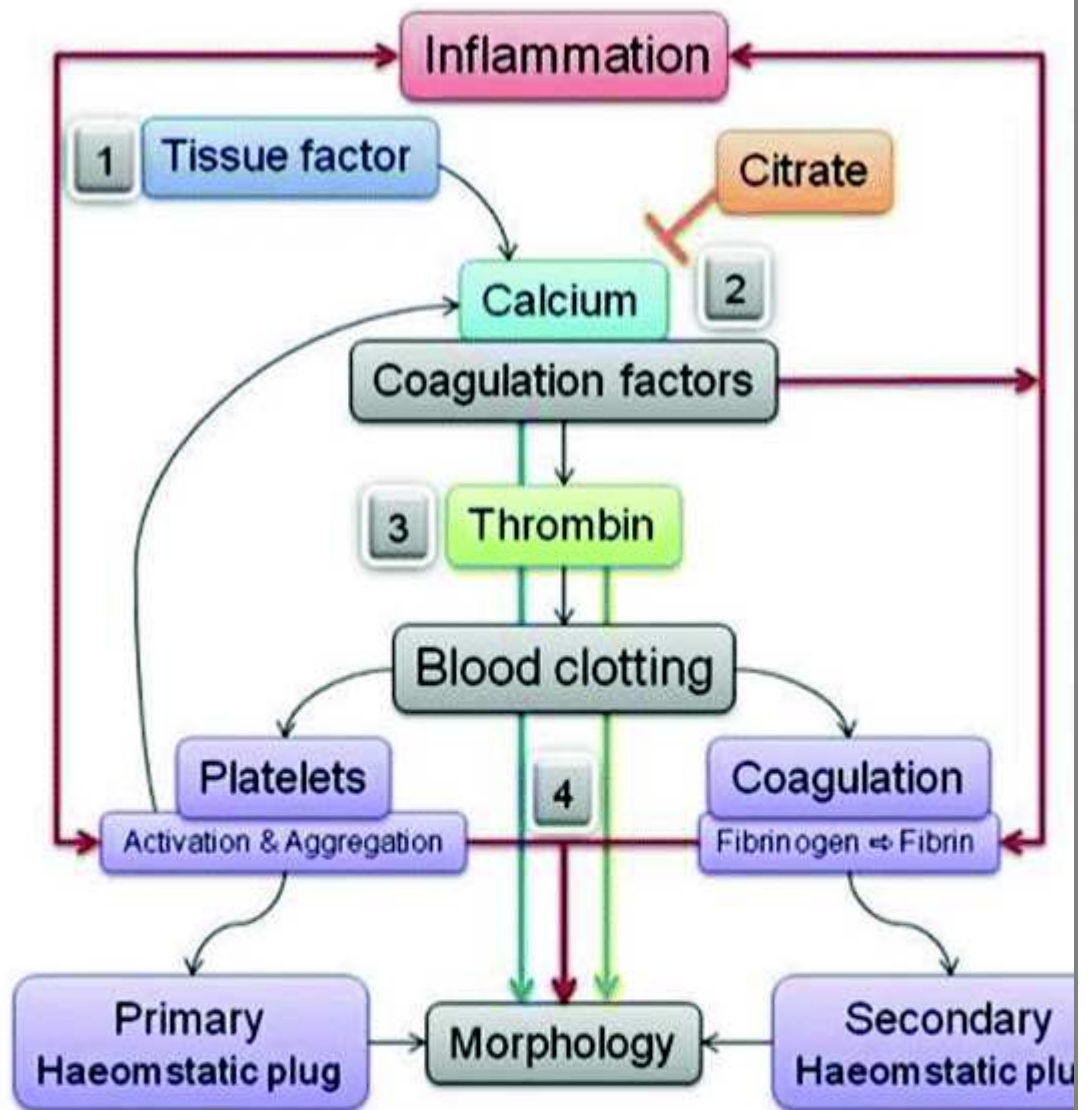 Inflammation
1
Tissue factor
Citrate
Calcium
2
Coagulation factors
3
Thrombin
Blood clotting
Platelets
Activation & Aggregation
4
Coagulation
Fibrinogen ⇨ Fibrin
Primary
Haeomstatic plug
Morphology
Secondary
Haeomstatic plu